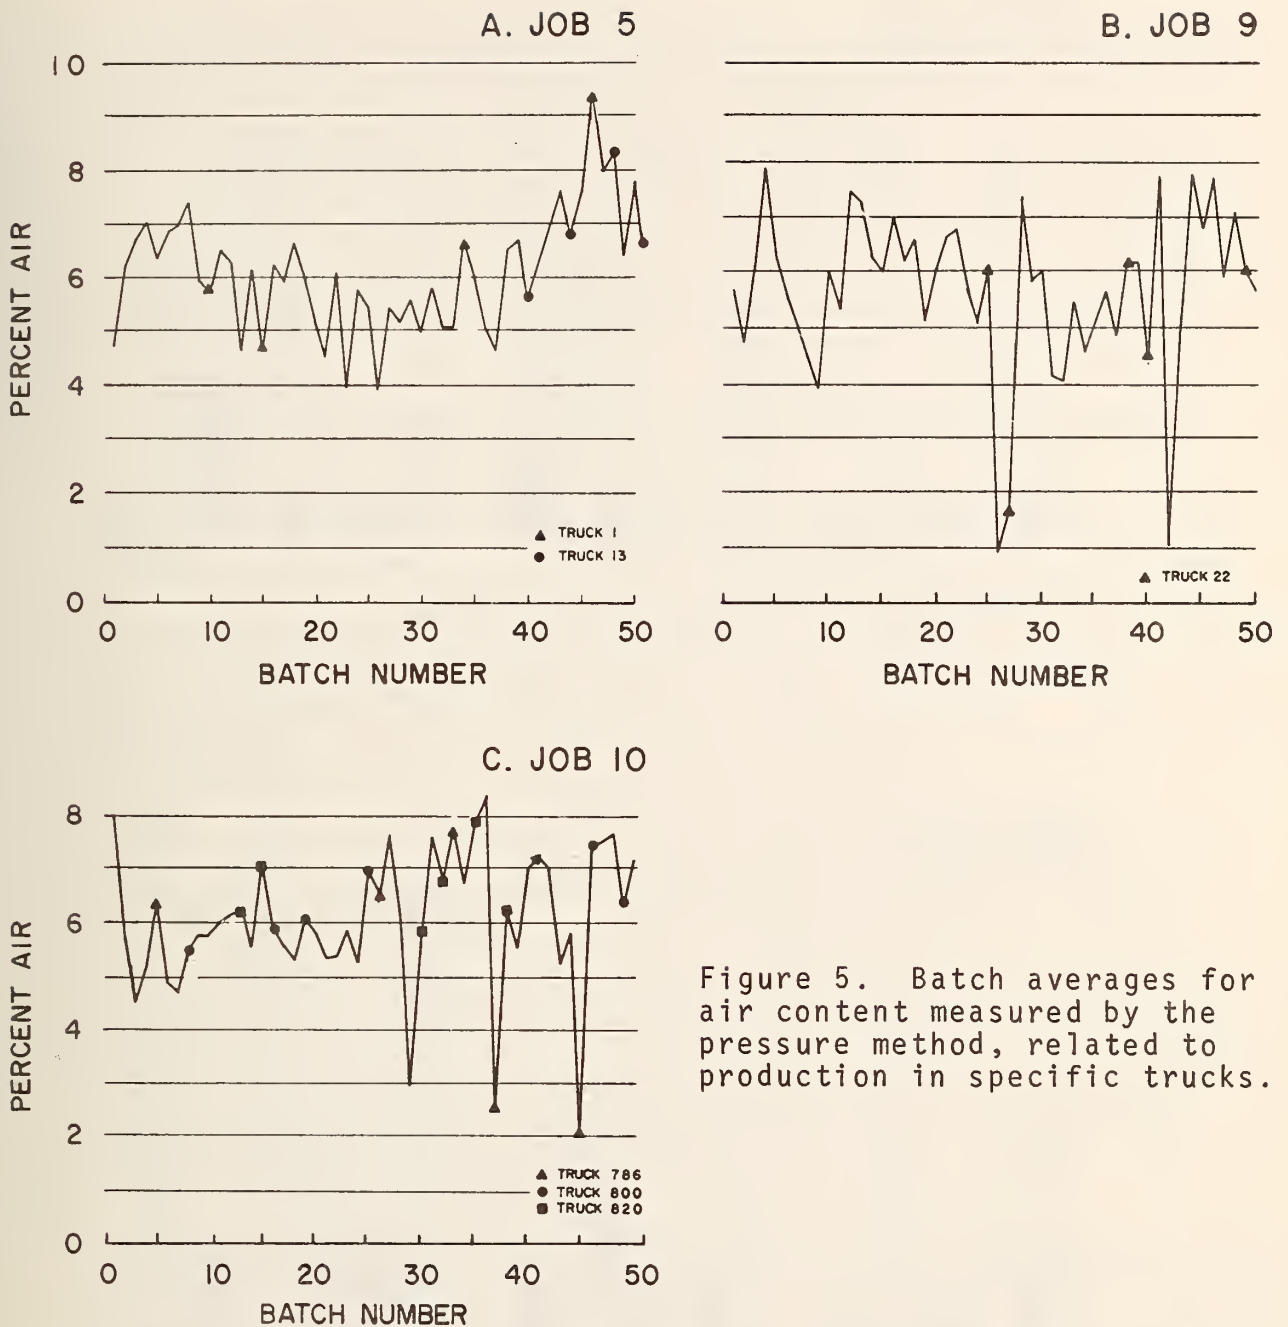 A. JOB 5
10
8
6
4
2
0
PERCENT AIR
▲ TRUCK 1
● TRUCK 13
0 10 20 30 40 50
BATCH NUMBER
B. JOB 9
▲ TRUCK 22
0 10 20 30 40 50
BATCH NUMBER
C. JOB 10
8
6
4
2
0
PERCENT AIR
▲ TRUCK 786
● TRUCK 800
■ TRUCK 820
0 10 20 30 40 50
BATCH NUMBER
Figure 5. Batch averages for
air content measured by the
pressure method, related to
production in specific trucks.